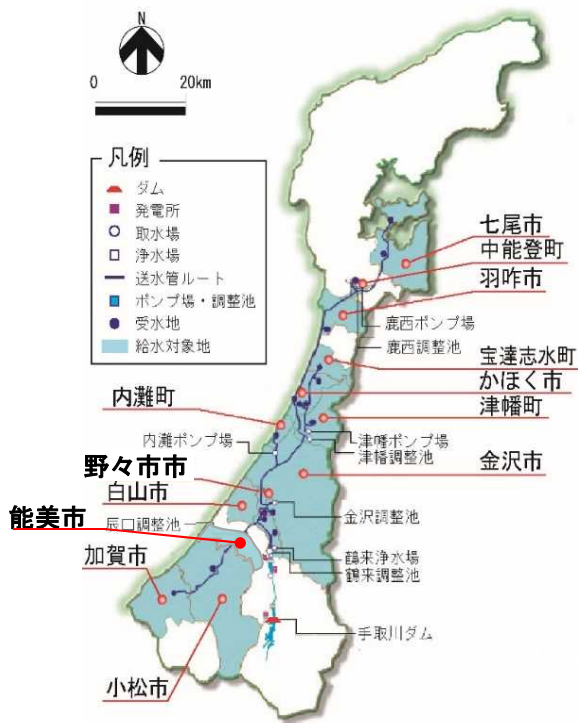 N
0 20km
凡例
ダム
発電所
取水場
浄水場
送水管ルート
ポンプ場・調整池
受水地
給水対象地
七尾市
中能登町
羽咋市
鹿西ポンプ場
鹿西調整池
宝達志水町
かほく市
津幡町
内灘町
内灘ポンプ場
津幡ポンプ場
津幡調整池
金沢市
野々市市
白山市
能美市
辰口調整池
金沢調整池
加賀市
鶴来浄水場
鶴来調整池
手取川ダム
小松市